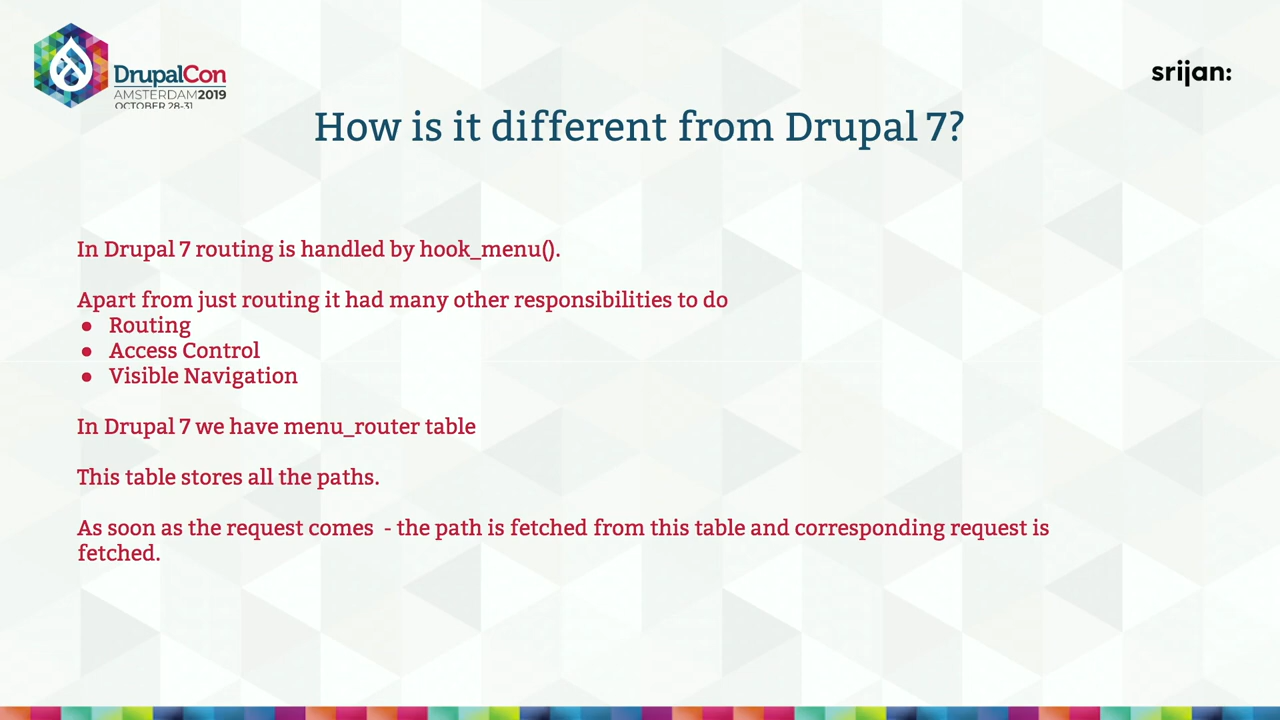 DrupalCon
AMSTERDAM2019
OCTOBER 28-31
srijan:
How is it different from Drupal 7?
In Drupal 7 routing is handled by hook_menu().
Apart from just routing it had many other responsibilities to do
● Routing
● Access Control
● Visible Navigation
In Drupal 7 we have menu_router table
This table stores all the paths.
As soon as the request comes  - the path is fetched from this table and corresponding request is
fetched.